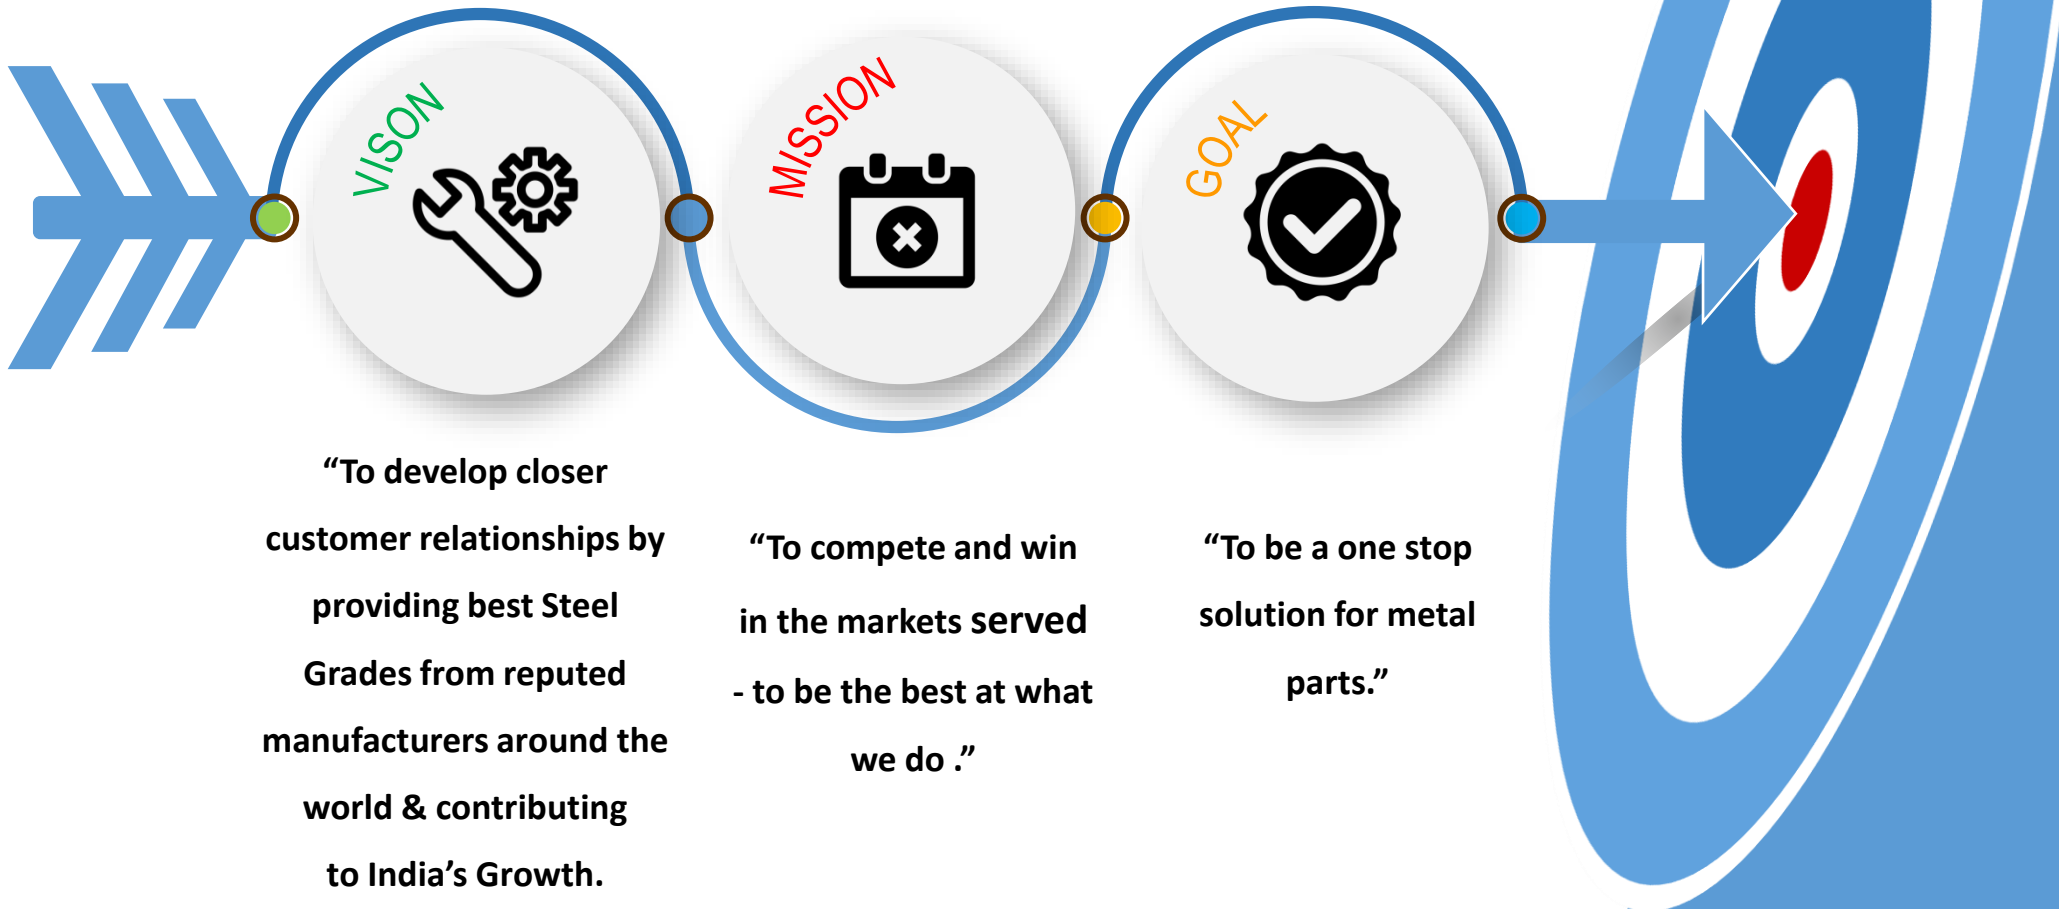 VISON
MISSION
GOAL
“To develop closer
customer relationships by
providing best Steel
Grades from reputed
manufacturers around the
world & contributing
to India’s Growth.
“To compete and win
in the markets served
- to be the best at what
we do .”
“To be a one stop
solution for metal
parts.”